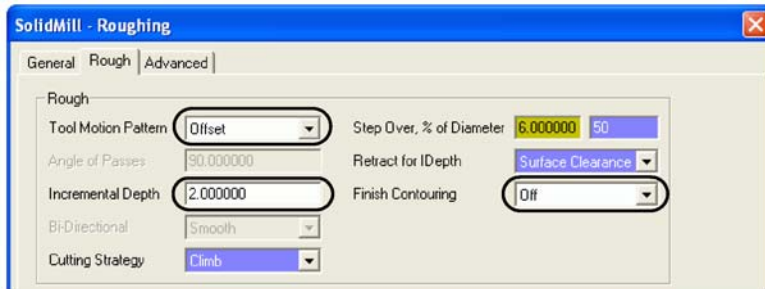 SolidMill - Roughing
General Rough Advanced
Rough
Tool Motion Pattern Offset Step Over, % of Diameter 6.000000 50
Angle of Passes 90.000000 Retract for IDepth Surface Clearance
Incremental Depth 2.000000 Finish Contouring Off
Bi-Directional Smooth
Cutting Strategy Climb